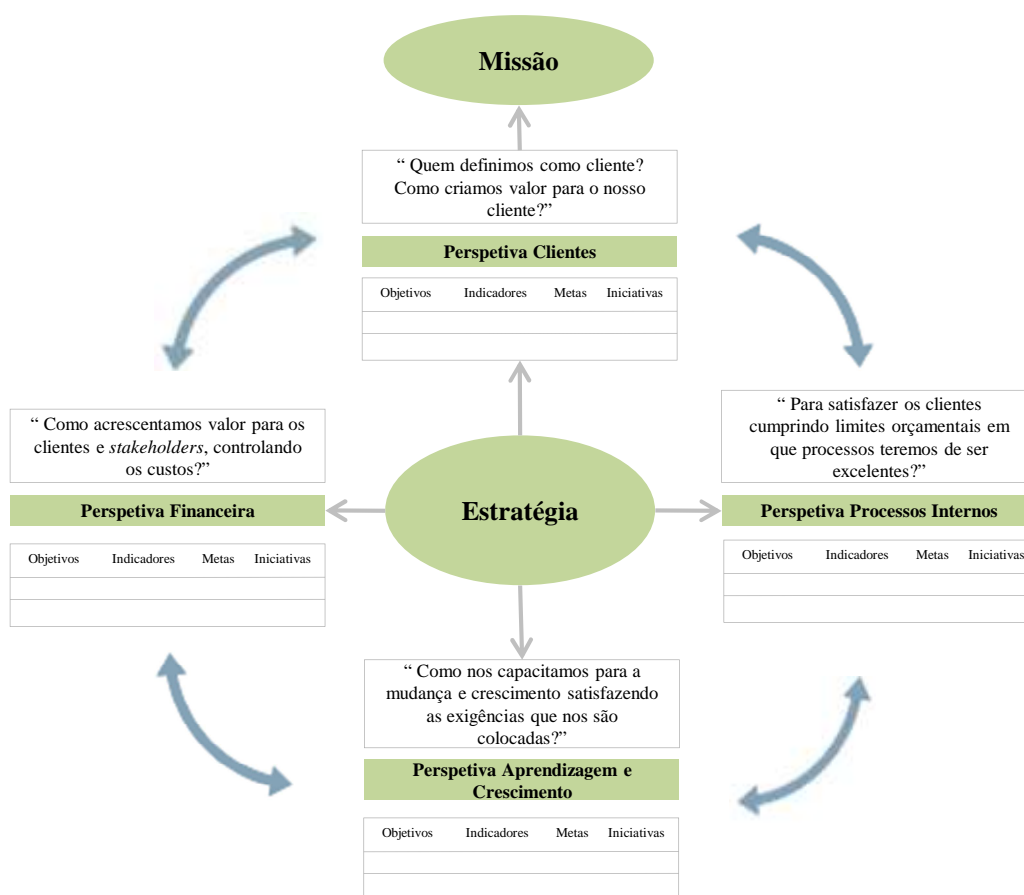 Missão
“ Quem definimos como cliente?
Como criamos valor para o nosso
cliente?”
Perspetiva Clientes
Objetivos Indicadores Metas Iniciativas
“ Como acrescentamos valor para os
clientes e stakeholders, controlando
os custos?”
Perspetiva Financeira
Objetivos Indicadores Metas Iniciativas
Estratégia
“ Para satisfazer os clientes
cumprindo limites orçamentais em
que processos teremos de ser
excelentes?”
Perspetiva Processos Internos
Objetivos Indicadores Metas Iniciativas
“ Como nos capacitamos para a
mudança e crescimento satisfazendo
as exigências que nos são
colocadas?”
Perspetiva Aprendizagem e
Crescimento
Objetivos Indicadores Metas Iniciativas